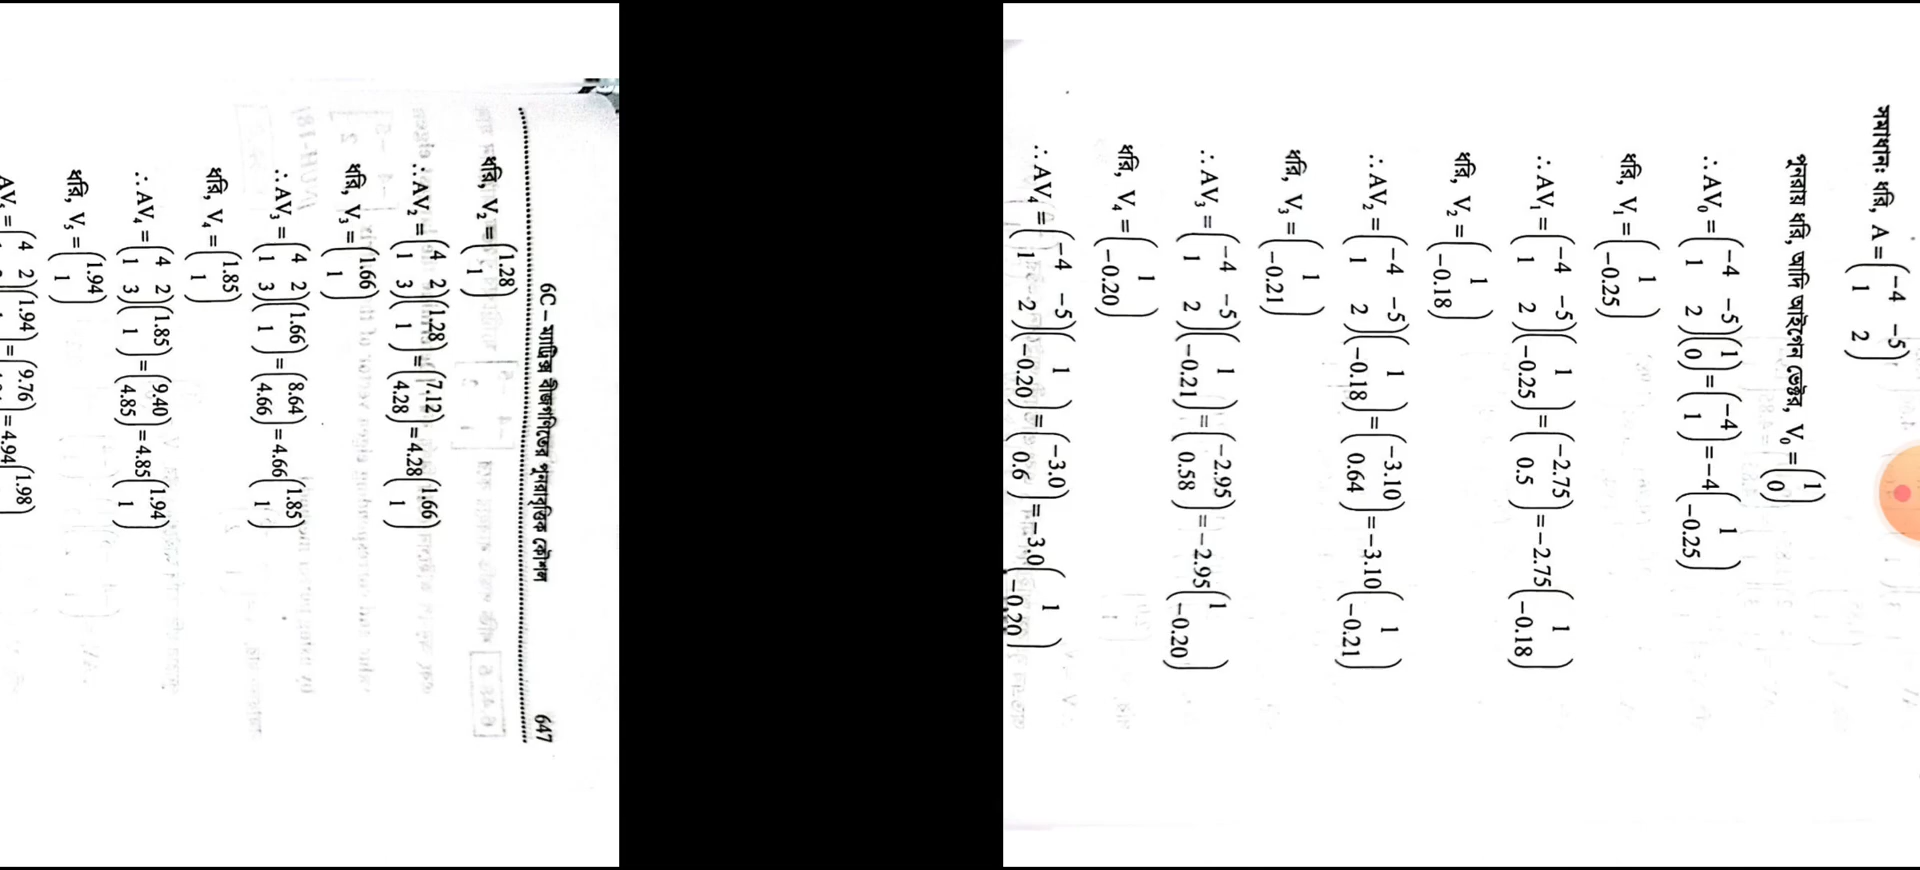 6C – ম্যাট্রিক্স বীজগণিতের পুনরাবৃত্তিক কৌশল 647
ধরি, V₂ = (1.28 / 1)
∴ AV₂ = (4 2 / 1 3)(1.28 / 1) = (7.12 / 4.28) = 4.28(1.66 / 1)
ধরি, V₃ = (1.66 / 1)
∴ AV₃ = (4 2 / 1 3)(1.66 / 1) = (8.64 / 4.66) = 4.66(1.85 / 1)
ধরি, V₄ = (1.85 / 1)
∴ AV₄ = (4 2 / 1 3)(1.85 / 1) = (9.40 / 4.85) = 4.85(1.94 / 1)
ধরি, V₅ = (1.94 / 1)
সমাধানঃ ধরি, A = (−4 −5 / 1 2)
পুনরায় ধরি, আদি আইগেন ভেক্টর, V₀ = (1 / 0)
∴ AV₀ = (−4 −5 / 1 2)(1 / 0) = (−4 / 1) = −4(1 / −0.25)
ধরি, V₁ = (1 / −0.25)
∴ AV₁ = (−4 −5 / 1 2)(1 / −0.25) = (−2.75 / 0.5) = −2.75(1 / −0.18)
ধরি, V₂ = (1 / −0.18)
∴ AV₂ = (−4 −5 / 1 2)(1 / −0.18) = (−3.10 / 0.64) = −3.10(1 / −0.21)
ধরি, V₃ = (1 / −0.21)
∴ AV₃ = (−4 −5 / 1 2)(1 / −0.21) = (−2.95 / 0.58) = −2.95(1 / −0.20)
ধরি, V₄ = (1 / −0.20)
∴ AV₄ = (−4 −5 / 1 2)(1 / −0.20) = (−3.0 / 0.6) = −3.0(1 / −0.20)